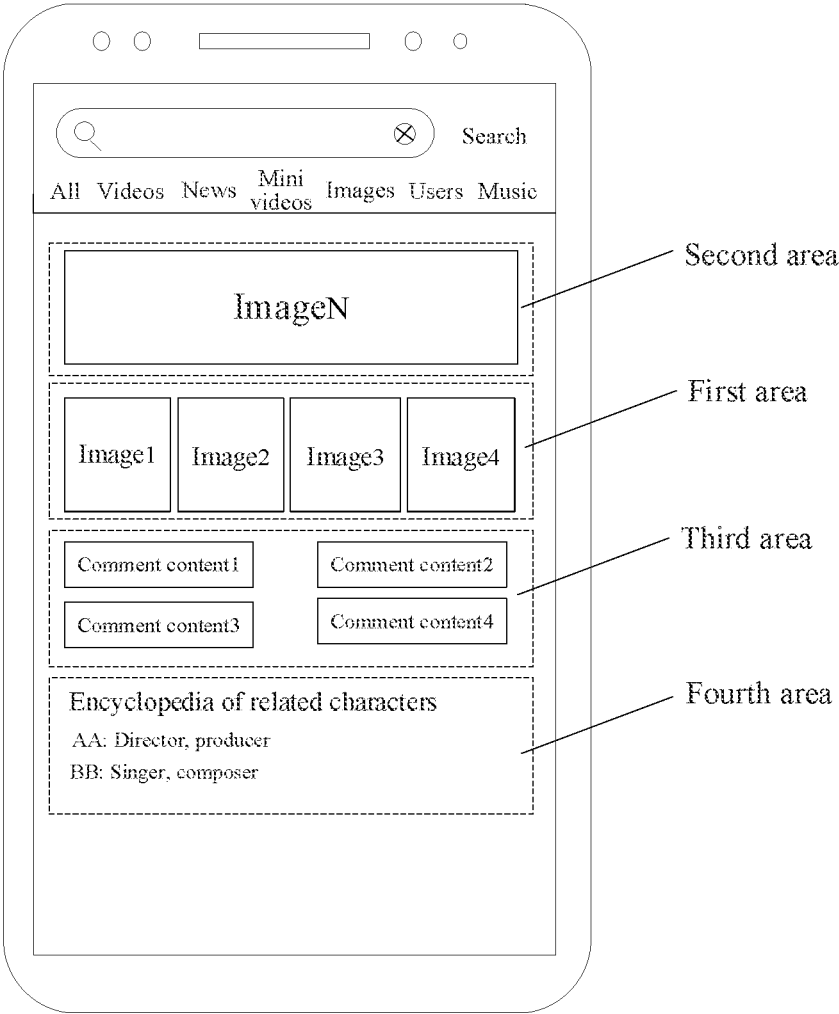 Search
All Videos News Mini videos Images Users Music
ImageN
Second area
Image1 Image2 Image3 Image4
First area
Comment content1 Comment content2
Comment content3 Comment content4
Third area
Encyclopedia of related characters
AA: Director, producer
BB: Singer, composer
Fourth area